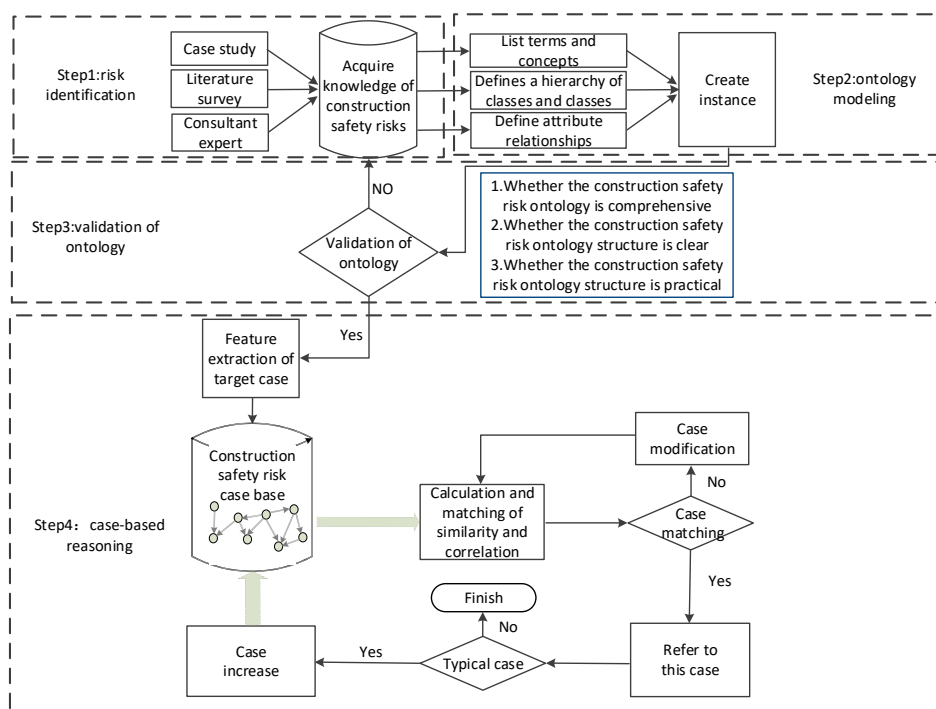 Step1:risk
identification
Case study
Literature
survey
Consultant
expert
Acquire
knowledge of
construction
safety risks
List terms and
concepts
Defines a hierarchy of
classes and classes
Define attribute
relationships
Create
instance
Step2:ontology
modeling
Step3:validation of
ontology
NO
Validation of
ontology
1.Whether the construction safety
risk ontology is comprehensive
2.Whether the construction safety
risk ontology structure is clear
3.Whether the construction safety
risk ontology structure is practical
Yes
Feature
extraction of
target case
Step4：case-based
reasoning
Construction
safety risk
case base
Calculation and
matching of
similarity and
correlation
Case
modification
No
Case
matching
Yes
Refer to
this case
Typical case
No
Finish
Yes
Case
increase